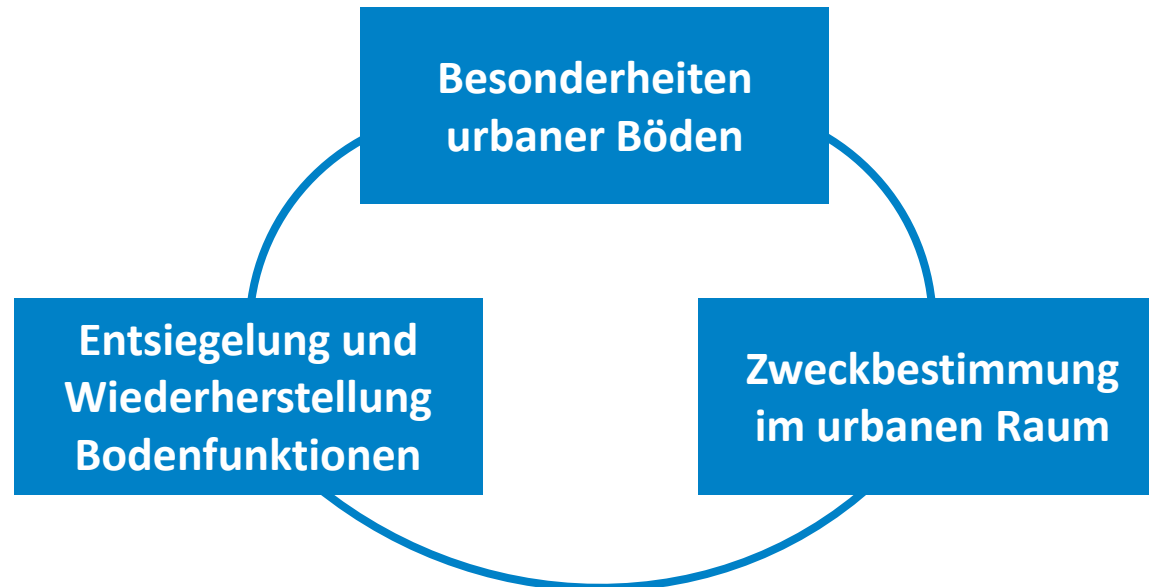 Besonderheiten
urbaner Böden
Entsiegelung und
Wiederherstellung
Bodenfunktionen
Zweckbestimmung
im urbanen Raum